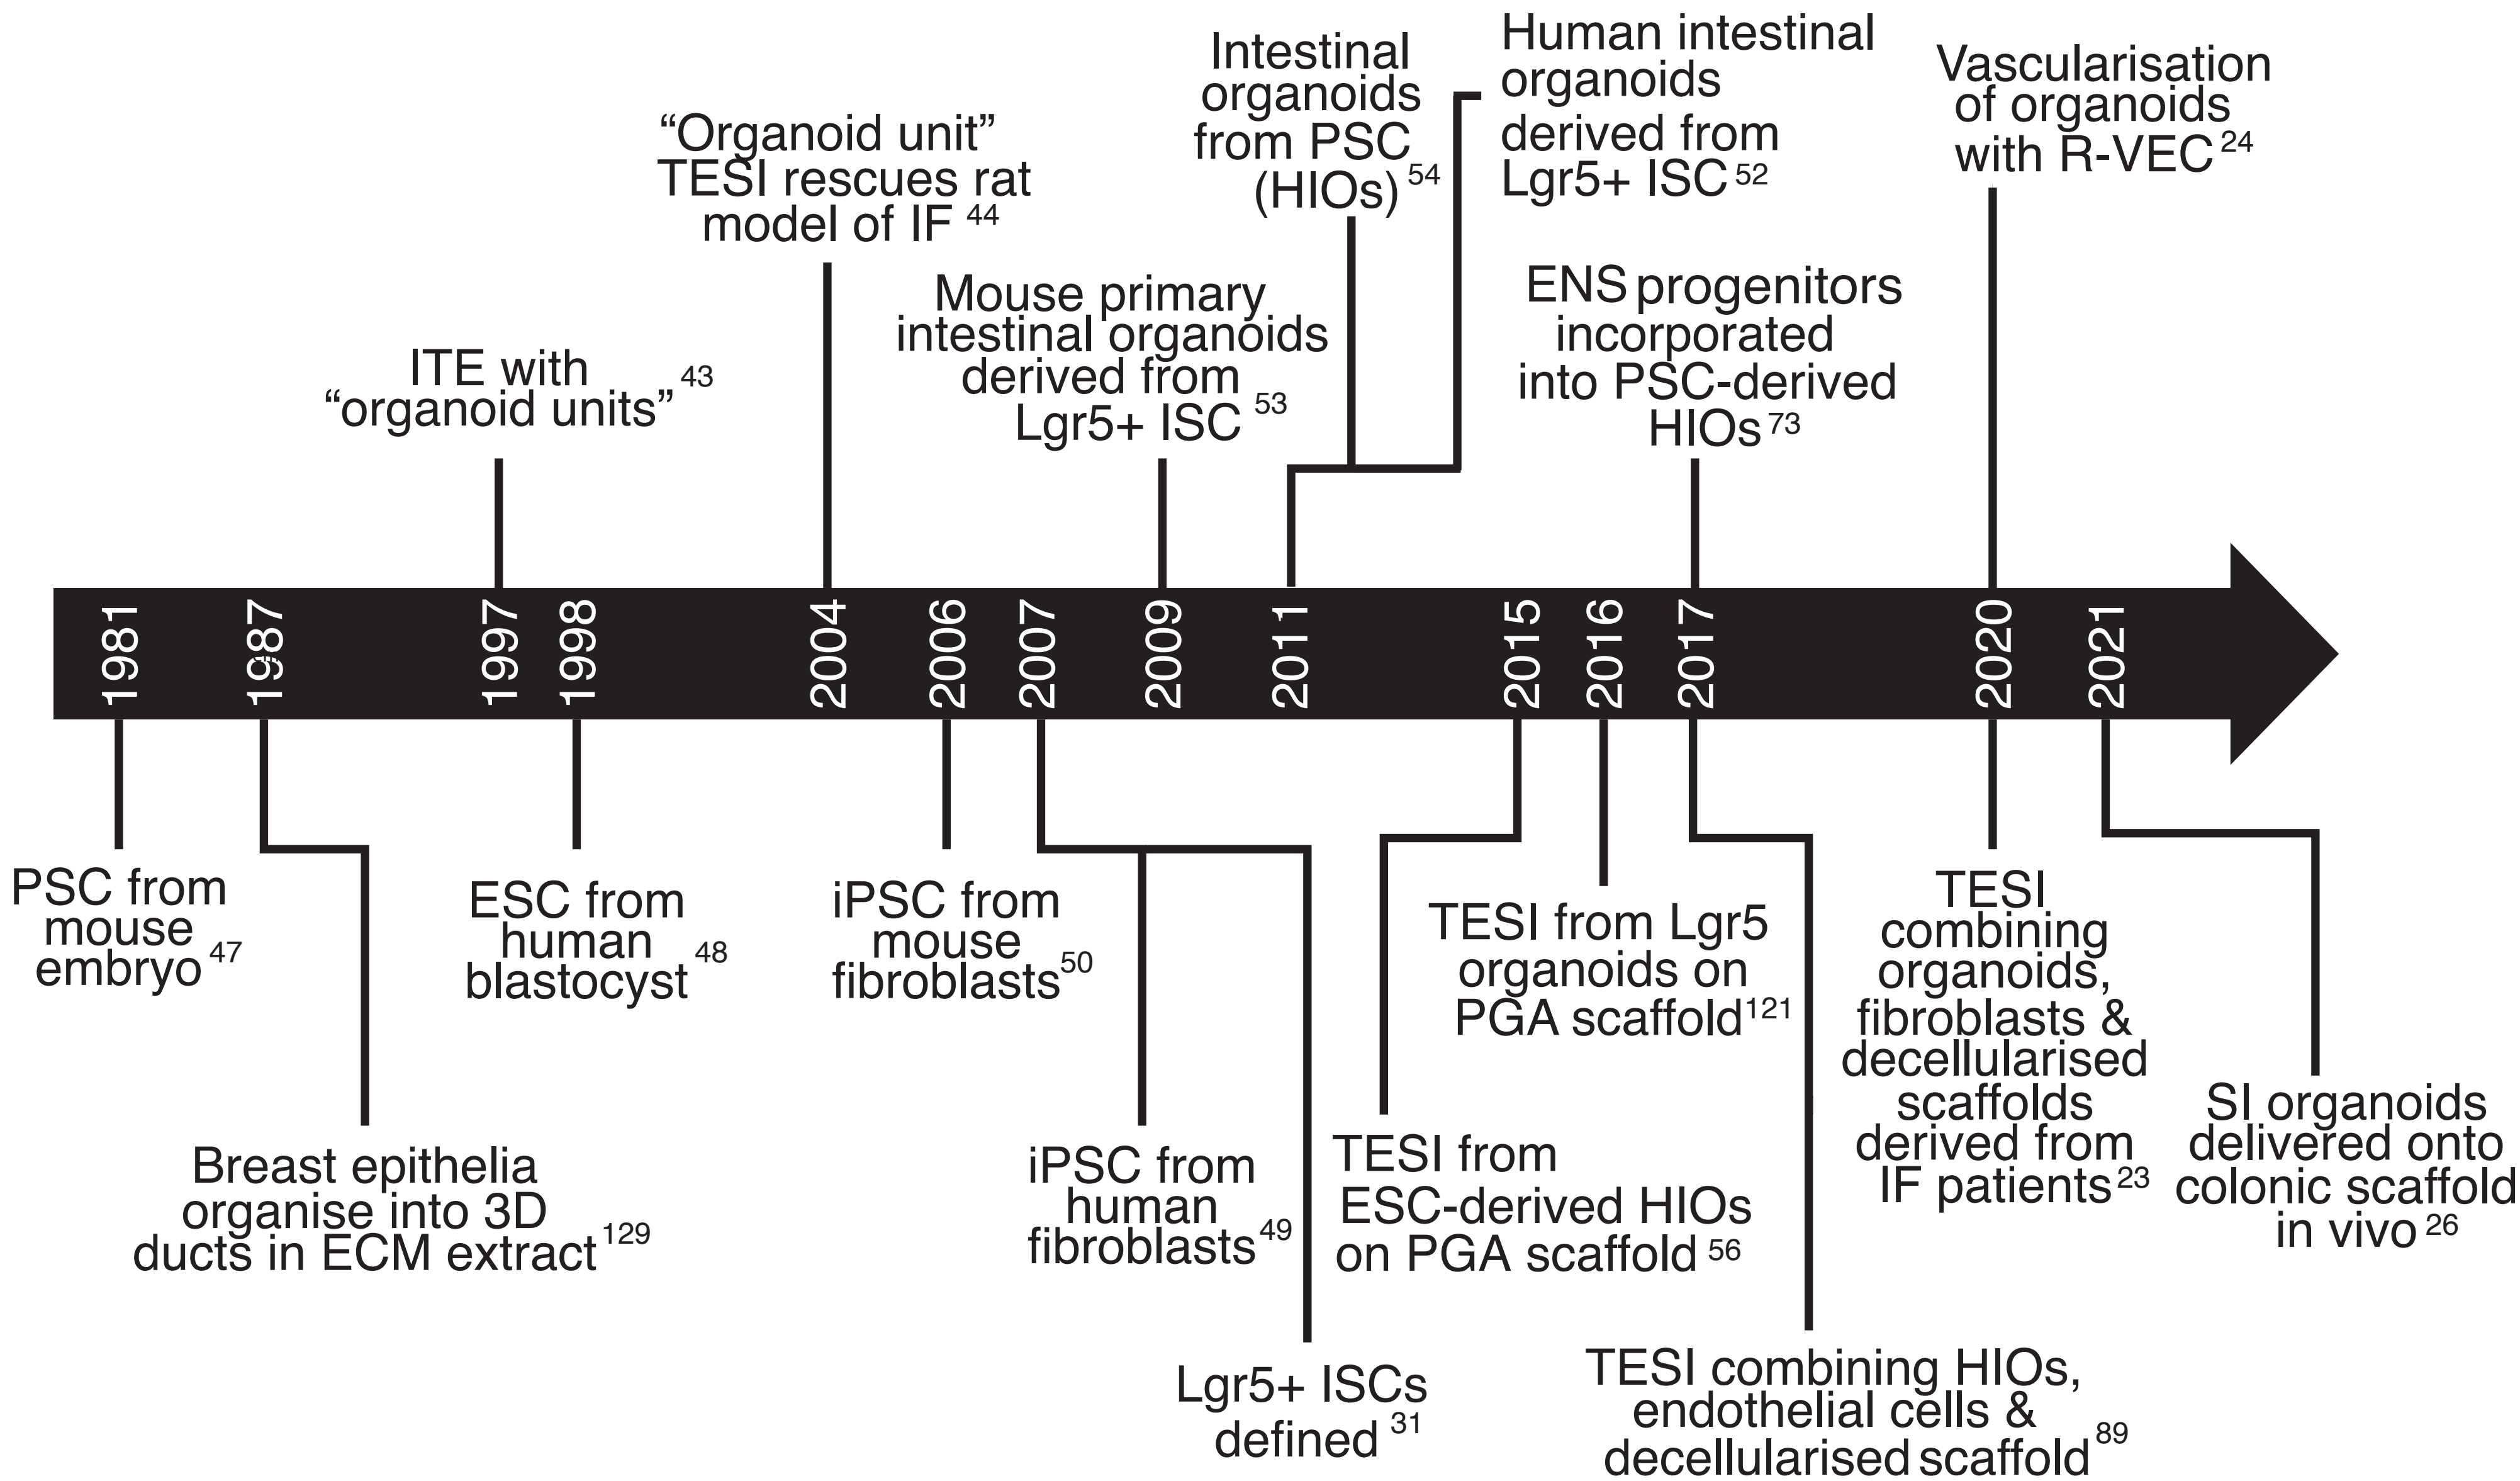 “Organoid unit”
TESI rescues rat
model of IF 44
Intestinal
organoids
from PSC
(HIOs) 54
Human intestinal
organoids
derived from
Lgr5+ ISC 52
Vascularisation
of organoids
with R-VEC 24
ITE with
“organoid units” 43
Mouse primary
intestinal organoids
derived from
Lgr5+ ISC 53
ENS progenitors
incorporated
into PSC-derived
HIOs 73
1981
1987
1997
1998
2004
2006
2007
2009
2011
2015
2016
2017
2020
2021
PSC from
mouse
embryo 47
ESC from
human
blastocyst 48
iPSC from
mouse
fibroblasts 50
TESI from Lgr5
organoids on
PGA scaffold 121
TESI
combining
organoids,
fibroblasts &
decellularised
scaffolds
derived from
IF patients 23
SI organoids
delivered onto
colonic scaffold
in vivo 26
Breast epithelia
organise into 3D
ducts in ECM extract 129
iPSC from
human
fibroblasts 49
TESI from
ESC-derived HIOs
on PGA scaffold 56
Lgr5+ ISCs
defined 31
TESI combining HIOs,
endothelial cells &
decellularised scaffold 89